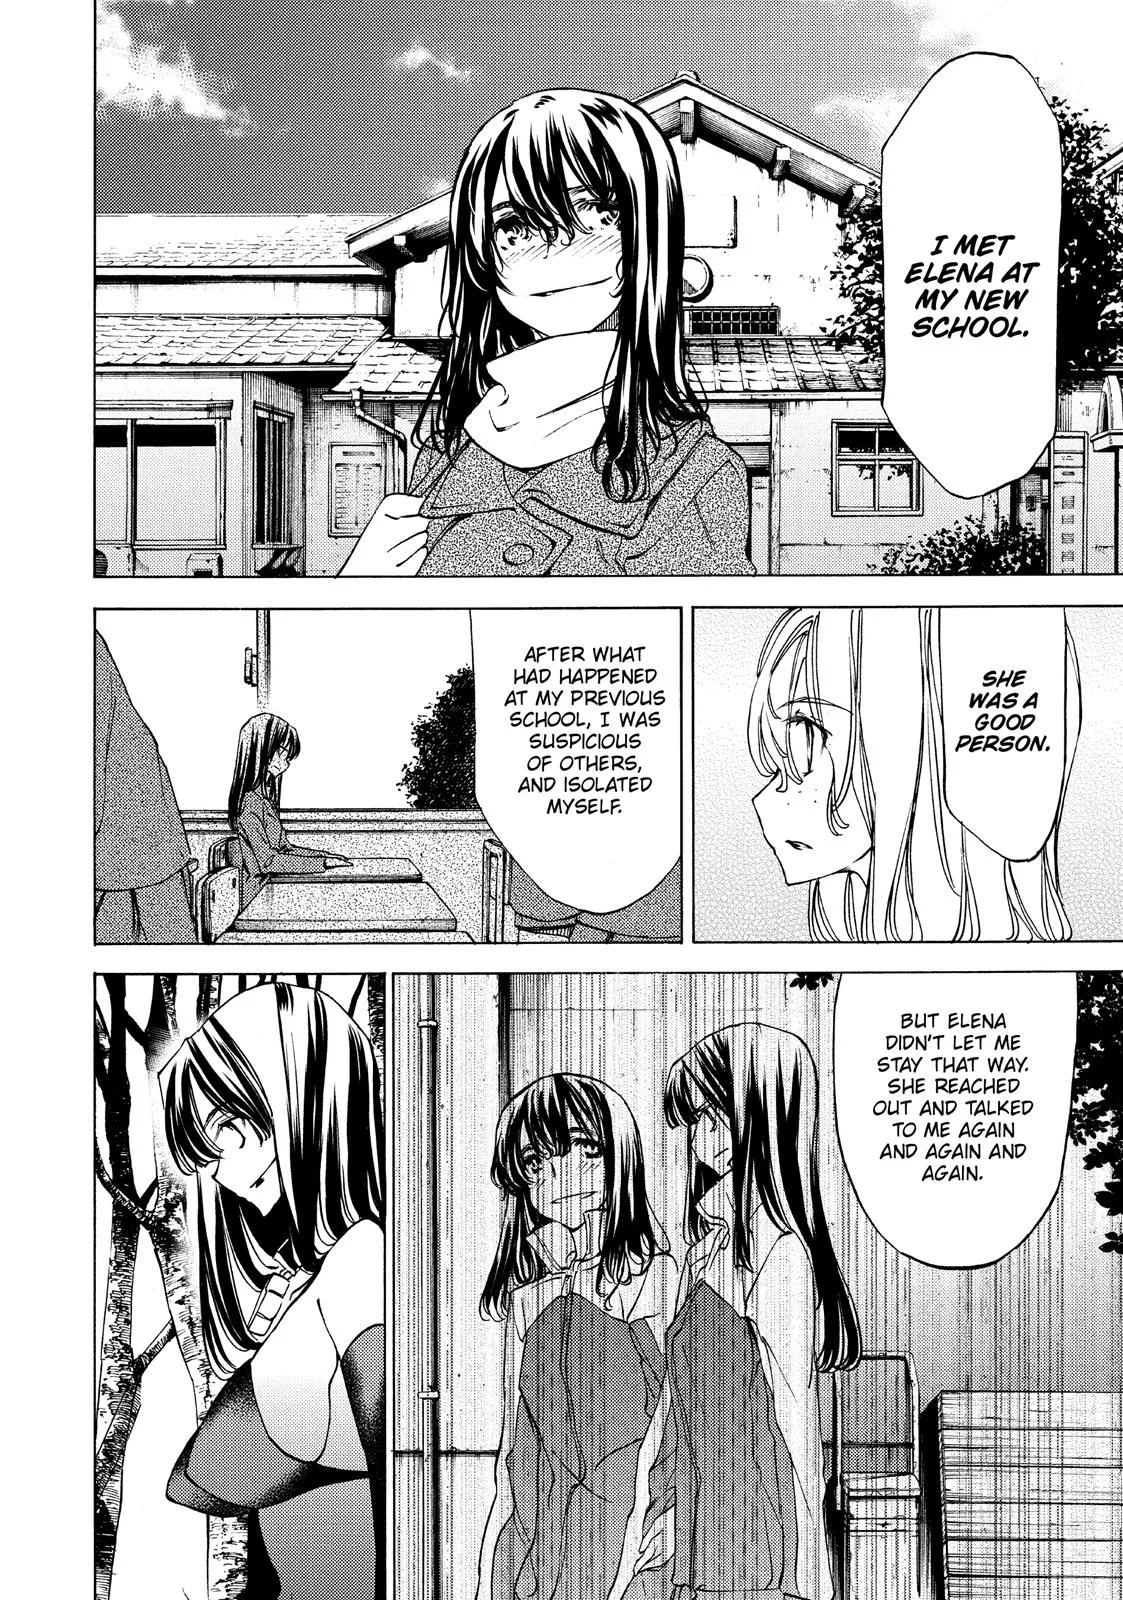 I MET
ELENA AT
MY NEW
SCHOOL.
SHE
WAS A
GOOD
PERSON.
AFTER WHAT
HAD HAPPENED
AT MY PREVIOUS
SCHOOL, I WAS
SUSPICIOUS
OF OTHERS,
AND ISOLATED
MYSELF.
BUT ELENA
DIDN'T LET ME
STAY THAT WAY.
SHE REACHED
OUT AND TALKED
TO ME AGAIN
AND AGAIN AND
AGAIN.